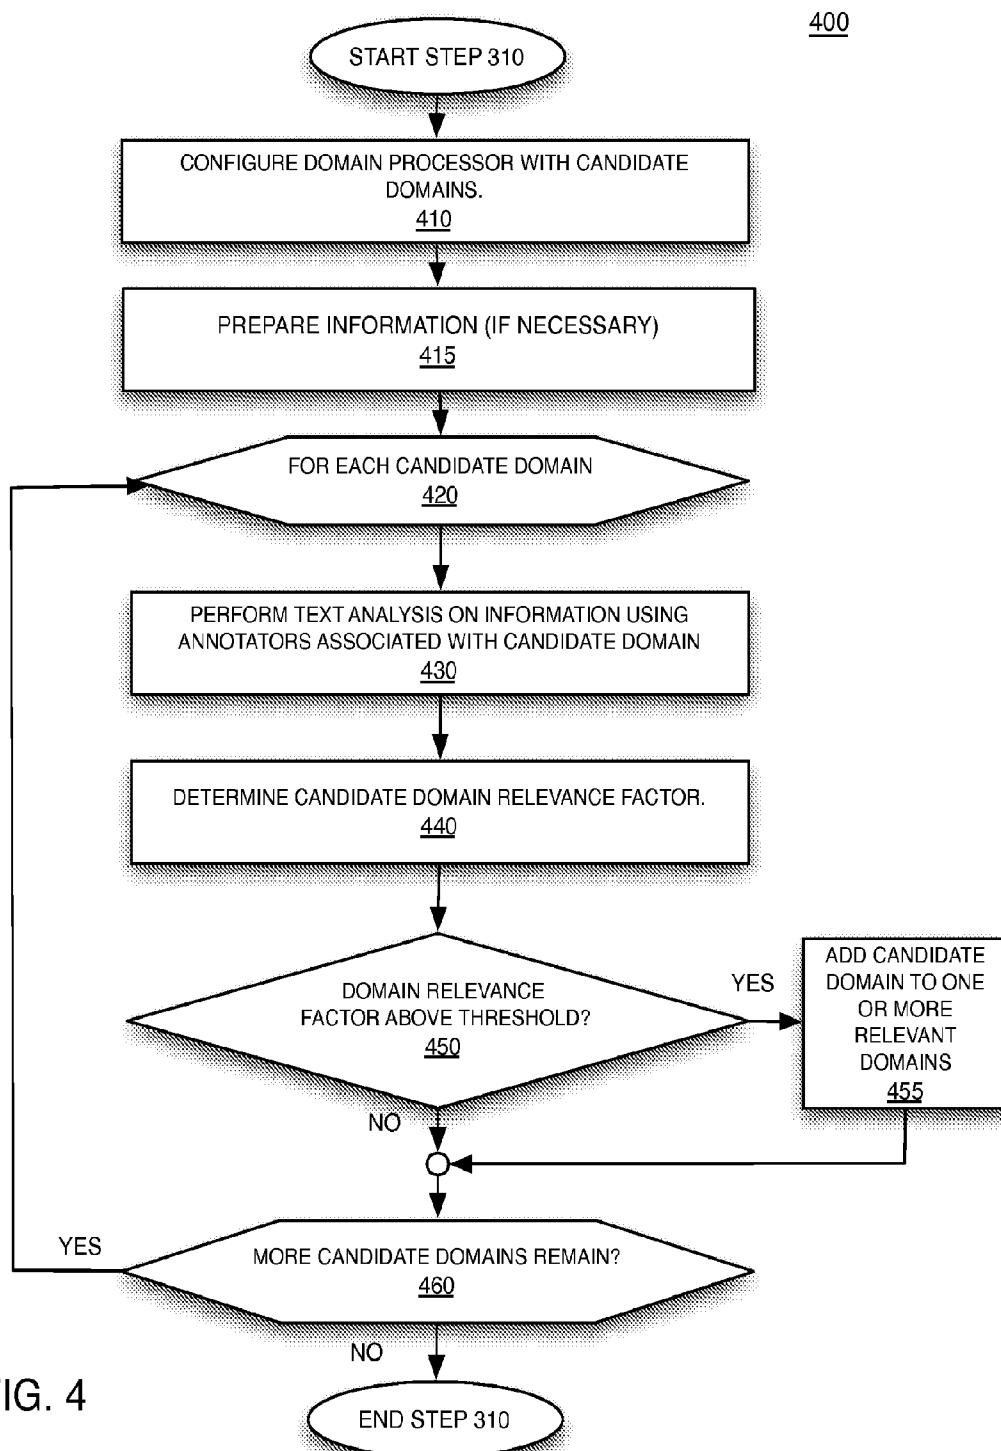 400
START STEP 310
CONFIGURE DOMAIN PROCESSOR WITH CANDIDATE
DOMAINS.
410
PREPARE INFORMATION (IF NECESSARY)
415
FOR EACH CANDIDATE DOMAIN
420
PERFORM TEXT ANALYSIS ON INFORMATION USING
ANNOTATORS ASSOCIATED WITH CANDIDATE DOMAIN
430
DETERMINE CANDIDATE DOMAIN RELEVANCE FACTOR.
440
DOMAIN RELEVANCE
FACTOR ABOVE THRESHOLD?
450
YES
ADD CANDIDATE
DOMAIN TO ONE
OR MORE
RELEVANT
DOMAINS
455
NO
YES
MORE CANDIDATE DOMAINS REMAIN?
460
NO
END STEP 310
IG. 4